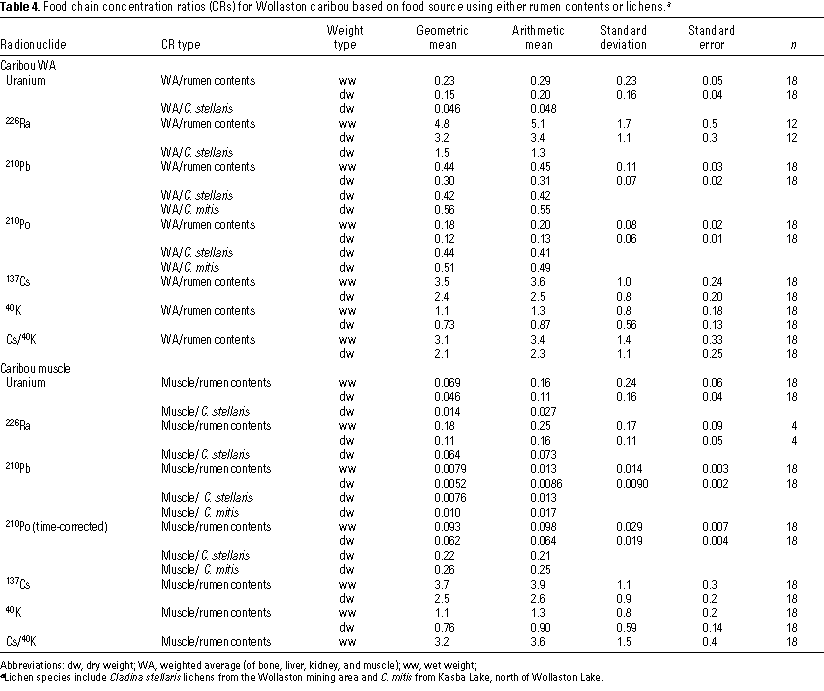 Table 4. Food chain concentration ratios (CRs) for Wollaston caribou based on food source using either rumen contents or lichens.a
Radionuclide CR type Weight type Geometric mean Arithmetic mean Standard deviation Standard error n
Caribou WA
Uranium WA/rumen contents ww 0.23 0.29 0.23 0.05 18
dw 0.15 0.20 0.16 0.04 18
WA/C. stellaris dw 0.046 0.048
226Ra WA/rumen contents ww 4.8 5.1 1.7 0.5 12
dw 3.2 3.4 1.1 0.3 12
WA/C. stellaris dw 1.5 1.3
210Pb WA/rumen contents ww 0.44 0.45 0.11 0.03 18
dw 0.30 0.31 0.07 0.02 18
WA/C. stellaris dw 0.42 0.42
WA/C. mitis dw 0.56 0.55
210Po WA/rumen contents ww 0.18 0.20 0.08 0.02 18
dw 0.12 0.13 0.06 0.01 18
WA/C. stellaris dw 0.44 0.41
WA/C. mitis dw 0.51 0.49
137Cs WA/rumen contents ww 3.5 3.6 1.0 0.24 18
dw 2.4 2.5 0.8 0.20 18
40K WA/rumen contents ww 1.1 1.3 0.8 0.18 18
dw 0.73 0.87 0.56 0.13 18
Cs/40K WA/rumen contents ww 3.1 3.4 1.4 0.33 18
dw 2.1 2.3 1.1 0.25 18
Caribou muscle
Uranium Muscle/rumen contents ww 0.069 0.16 0.24 0.06 18
dw 0.046 0.11 0.16 0.04 18
Muscle/ C. stellaris dw 0.014 0.027
226Ra Muscle/rumen contents ww 0.18 0.25 0.17 0.09 4
dw 0.11 0.16 0.11 0.05 4
Muscle/ C. stellaris dw 0.064 0.073
210Pb Muscle/rumen contents ww 0.0079 0.013 0.014 0.003 18
dw 0.0052 0.0086 0.0090 0.002 18
Muscle/ C. stellaris dw 0.0076 0.013
Muscle/ C. mitis dw 0.010 0.017
210Po (time-corrected) Muscle/rumen contents ww 0.093 0.098 0.029 0.007 18
dw 0.062 0.064 0.019 0.004 18
Muscle/ C. stellaris dw 0.22 0.21
Muscle/ C. mitis dw 0.26 0.25
137Cs Muscle/rumen contents ww 3.7 3.9 1.1 0.3 18
dw 2.5 2.6 0.9 0.2 18
40K Muscle/rumen contents ww 1.1 1.3 0.8 0.2 18
dw 0.76 0.90 0.59 0.14 18
Cs/40K Muscle/rumen contents ww 3.2 3.6 1.5 0.4 18
Abbreviations: dw, dry weight; WA, weighted average (of bone, liver, kidney, and muscle); ww, wet weight;
aLichen species include Cladina stellaris lichens from the Wollaston mining area and C. mitis from Kasba Lake, north of Wollaston Lake.